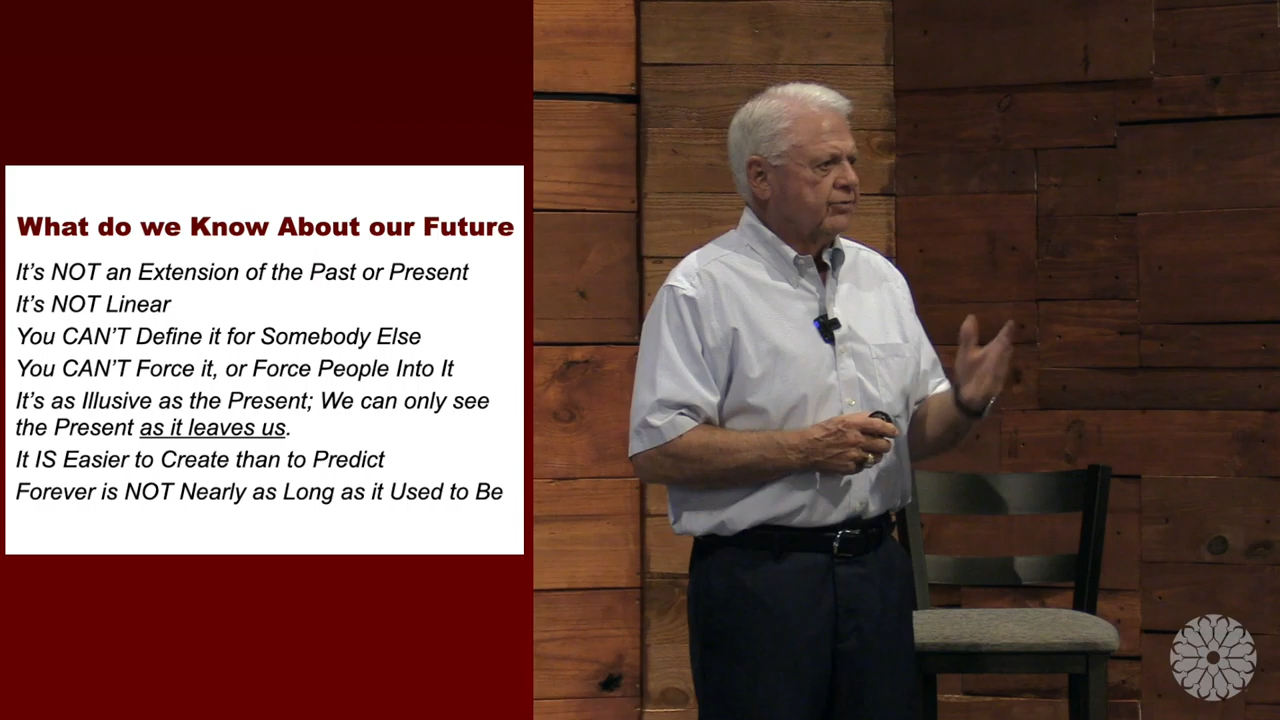 What do we Know About our Future
It's NOT an Extension of the Past or Present
It's NOT Linear
You CAN'T Define it for Somebody Else
You CAN'T Force it, or Force People Into It
It's as Illusive as the Present; We can only see
the Present as it leaves us.
It IS Easier to Create than to Predict
Forever is NOT Nearly as Long as it Used to Be